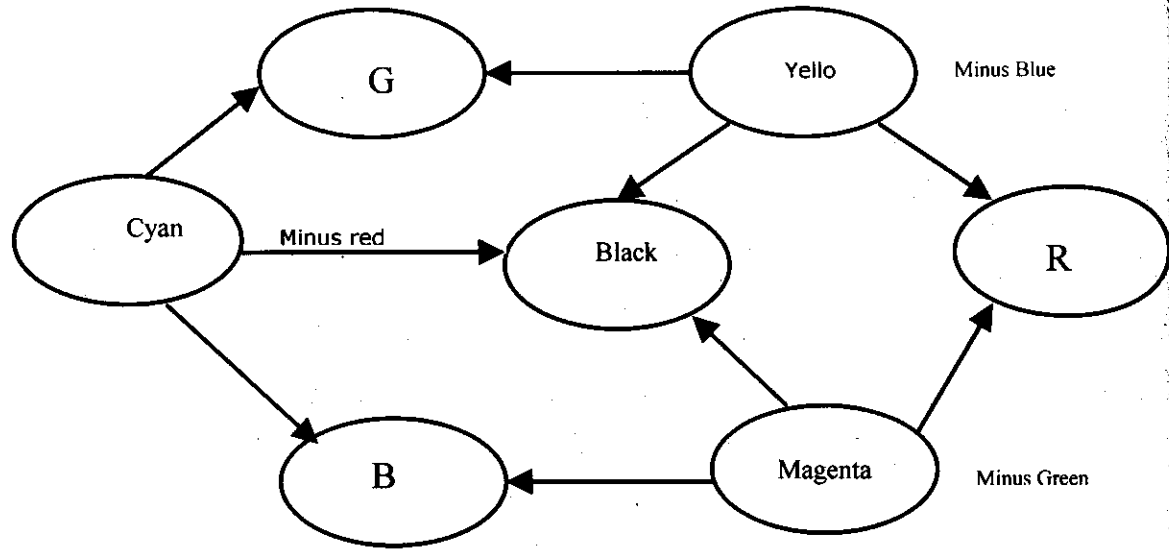 G
Yello
Minus Blue
Cyan
Minus red
Black
R
B
Magenta
Minus Green